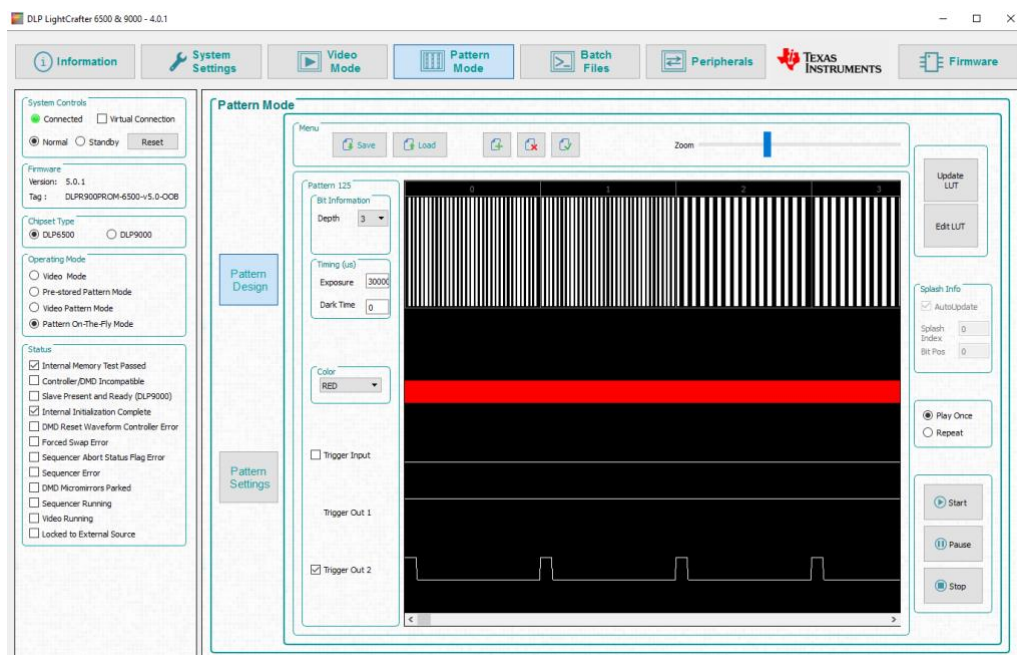 DLP LightCrafter 6500 & 9000 - 4.0.1
Information
System
Settings
Video
Mode
Pattern
Mode
Batch
Files
Peripherals
TEXAS
INSTRUMENTS
Firmware
System Controls
Connected Virtual Connection
Normal Standby Reset
Firmware
Version: 5.0.1
Tag : DLPR900PROM-6500-v5.0-OOB
Chipset Type
DLP6500 DLP9000
Operating Mode
Video Mode
Pre-stored Pattern Mode
Video Pattern Mode
Pattern On-The-Fly Mode
Status
Internal Memory Test Passed
Controller/DMD Incompatible
Slave Present and Ready (DLP9000)
Internal Initialization Complete
DMD Reset Waveform Controller Error
Forced Swap Error
Sequencer Abort Status Flag Error
Sequencer Error
DMD Micromirrors Parked
Sequencer Running
Video Running
Locked to External Source
Pattern Mode
Pattern
Design
Pattern
Settings
Menu
Save Load Zoom
Pattern 125
Bit Information
Depth 3
Timing (us)
Exposure 3000
Dark Time 0
Color
RED
Trigger Input
Trigger Out 1
Trigger Out 2
0 1 2 3
Update
LUT
Edit LUT
Splash Info
AutoUpdate
Splash
Index 0
Bit Pos 0
Play Once
Repeat
Start
Pause
Stop